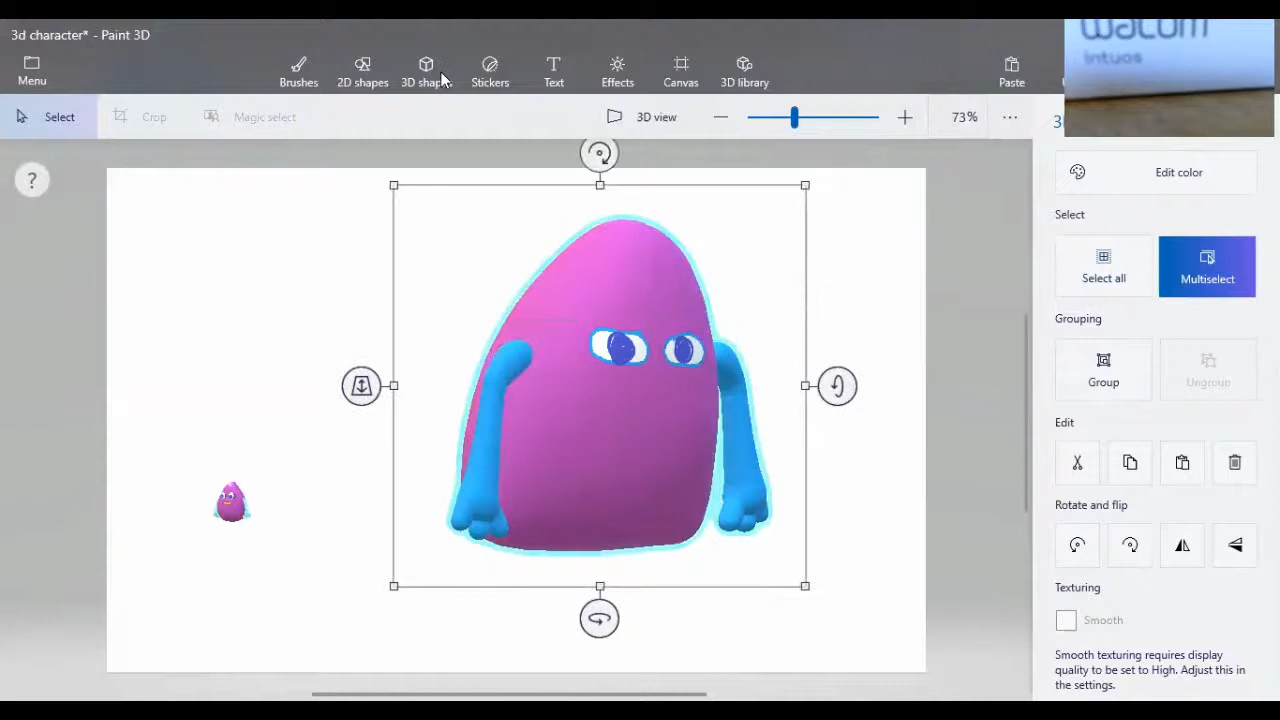 3d character* - Paint 3D
wacom
intuos
Menu
Brushes
2D shapes
3D shapes
Stickers
Text
Effects
Canvas
3D library
Paste
Select
Crop
Magic select
3D view
73%
?
Edit color
Select
Select all
Multiselect
Grouping
Group
Ungroup
Edit
Rotate and flip
Texturing
Smooth
Smooth texturing requires display
quality to be set to High. Adjust this in
the settings.